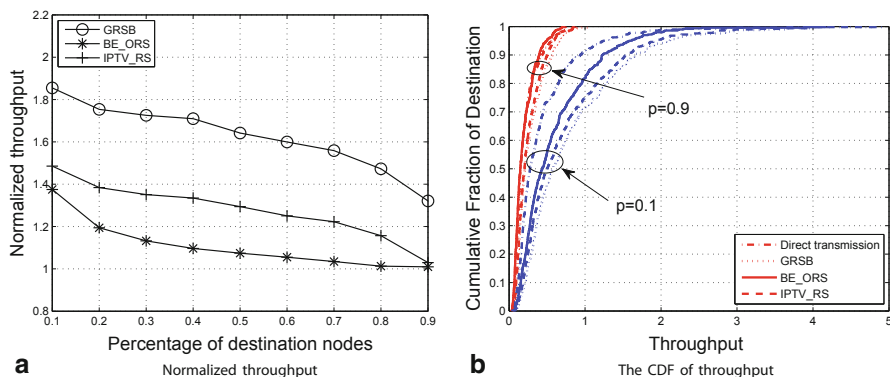 2.2
2
1.8
1.6
1.4
1.2
1
0.8
0.1 0.2 0.3 0.4 0.5 0.6 0.7 0.8 0.9
Normalized throughput
Percentage of destination nodes
GRSB
BE_ORS
IPTV_RS
a
Normalized throughput
1
0.9
0.8
0.7
0.6
0.5
0.4
0.3
0.2
0.1
0
0 1 2 3 4 5
Cumulative Fraction of Destination
Throughput
p=0.9
p=0.1
Direct transmission
GRSB
BE_ORS
IPTV_RS
b
The CDF of throughput